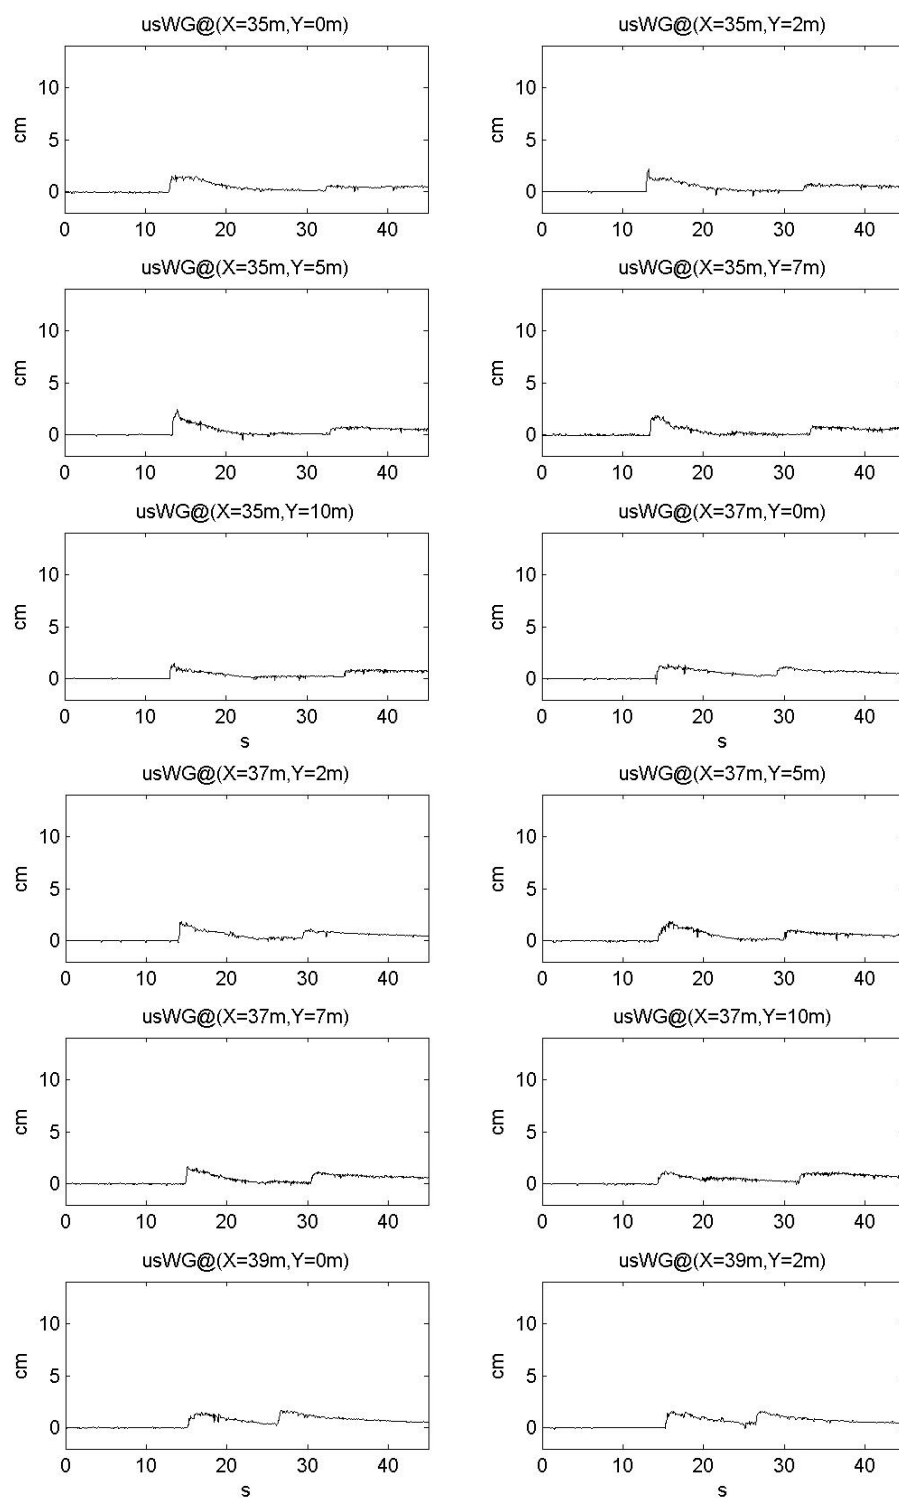 usWG@(X=35m,Y=0m) usWG@(X=35m,Y=2m)
10 10
cm 5 cm 5
0 0
0 10 20 30 40 0 10 20 30 40
usWG@(X=35m,Y=5m) usWG@(X=35m,Y=7m)
10 10
cm 5 cm 5
0 0
0 10 20 30 40 0 10 20 30 40
usWG@(X=35m,Y=10m) usWG@(X=37m,Y=0m)
10 10
cm 5 cm 5
0 0
0 10 20 30 40 0 10 20 30 40
s s
usWG@(X=37m,Y=2m) usWG@(X=37m,Y=5m)
10 10
cm 5 cm 5
0 0
0 10 20 30 40 0 10 20 30 40
usWG@(X=37m,Y=7m) usWG@(X=37m,Y=10m)
10 10
cm 5 cm 5
0 0
0 10 20 30 40 0 10 20 30 40
usWG@(X=39m,Y=0m) usWG@(X=39m,Y=2m)
10 10
cm 5 cm 5
0 0
0 10 20 30 40 0 10 20 30 40
s s